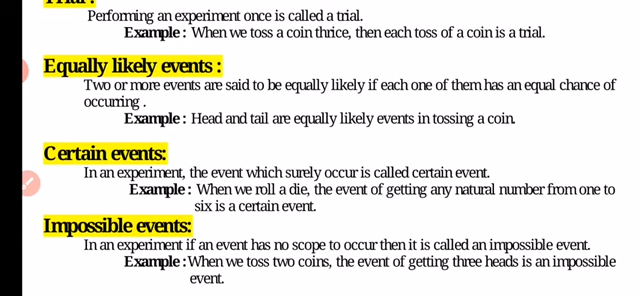 Trial :
Performing an experiment once is called a trial.
Example : When we toss a coin thrice, then each toss of a coin is a trial.
Equally likely events :
Two or more events are said to be equally likely if each one of them has an equal chance of
occurring .
Example : Head and tail are equally likely events in tossing a coin.
Certain events:
In an experiment, the event which surely occur is called certain event.
Example : When we roll a die, the event of getting any natural number from one to
six is a certain event.
Impossible events:
In an experiment if an event has no scope to occur then it is called an impossible event.
Example :When we toss two coins, the event of getting three heads is an impossible
event.